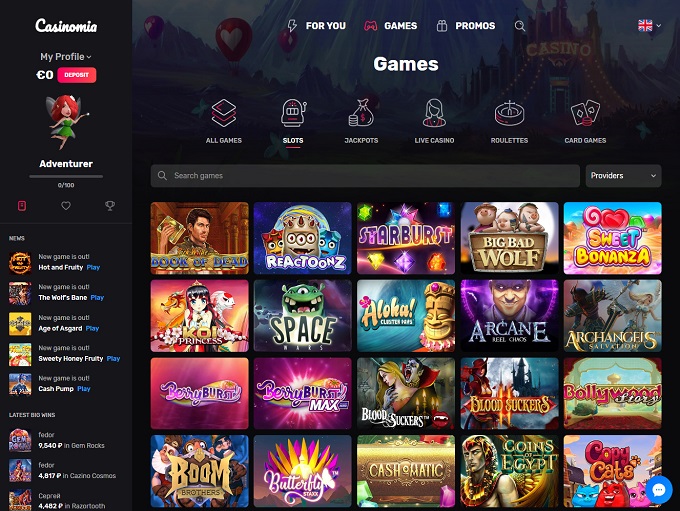 Casinomia
FOR YOU
GAMES
PROMOS
My Profile
€0 DEPOSIT
CASINO
Games
Adventurer
0/100
ALL GAMES
SLOTS
JACKPOTS
LIVE CASINO
ROULETTES
CARD GAMES
Search games
Providers
NEWS
New game is out!
Hot and Fruity Play
New game is out!
The Wolf's Bane Play
New game is out!
Age of Asgard Play
New game is out!
Sweety Honey Fruity Play
New game is out!
Cash Pump Play
LATEST BIG WINS
fedor
9,540 ₽ in Gem Rocks
fedor
4,817 ₽ in Cazino Cosmos
Сергей
4,482 ₽ in Razortooth
BOOK OF DEAD
REACTOONZ
STARBURST
BIG BAD
WOLF
SWEET
BONANZA
KOI
PRINCESS
SPACE
WARS
Aloha!
CLUSTER PAYS
ARCANE
REEL CHAOS
ARCHANGELS
SALVATION
BerryBurst
BerryBurst
MAX
BLOOD SUCKERS
BLOOD SUCKERS II
Bollywood
Story
BOOM
BROTHERS
Butterfly
STAXX
CASH-O-MATIC
COINS
OF
EGYPT
Copy
Cats